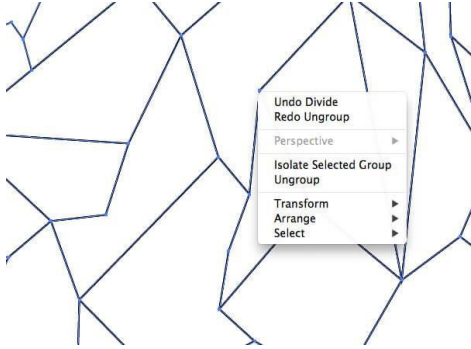 Undo Divide
Redo Ungroup
Perspective
Isolate Selected Group
Ungroup
Transform
Arrange
Select